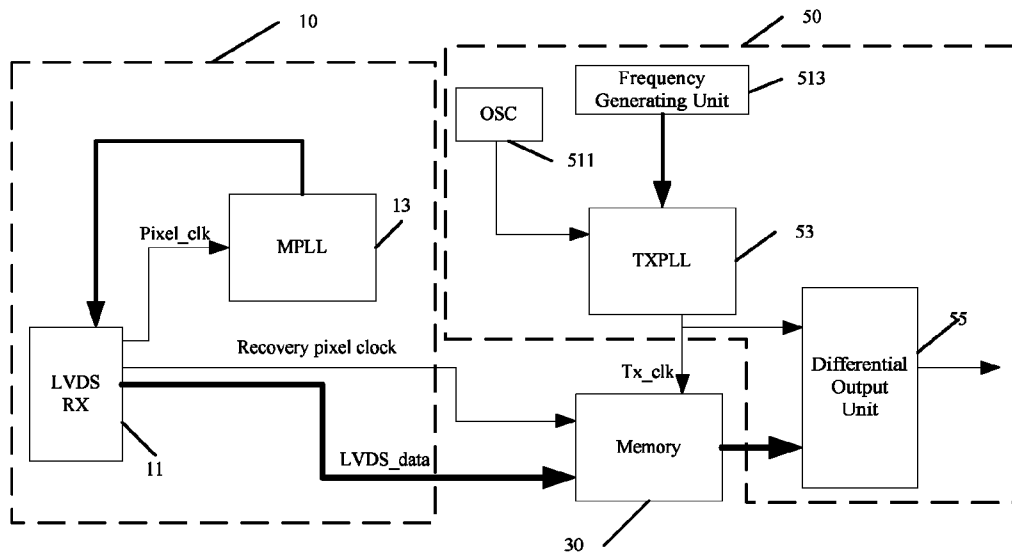 10
50
Frequency
Generating Unit
513
OSC
511
13
Pixel_clk
MPLL
53
TXPLL
55
Recovery pixel clock
Tx_clk
LVDS
RX
Differential
Output
Unit
Memory
11
LVDS_data
30